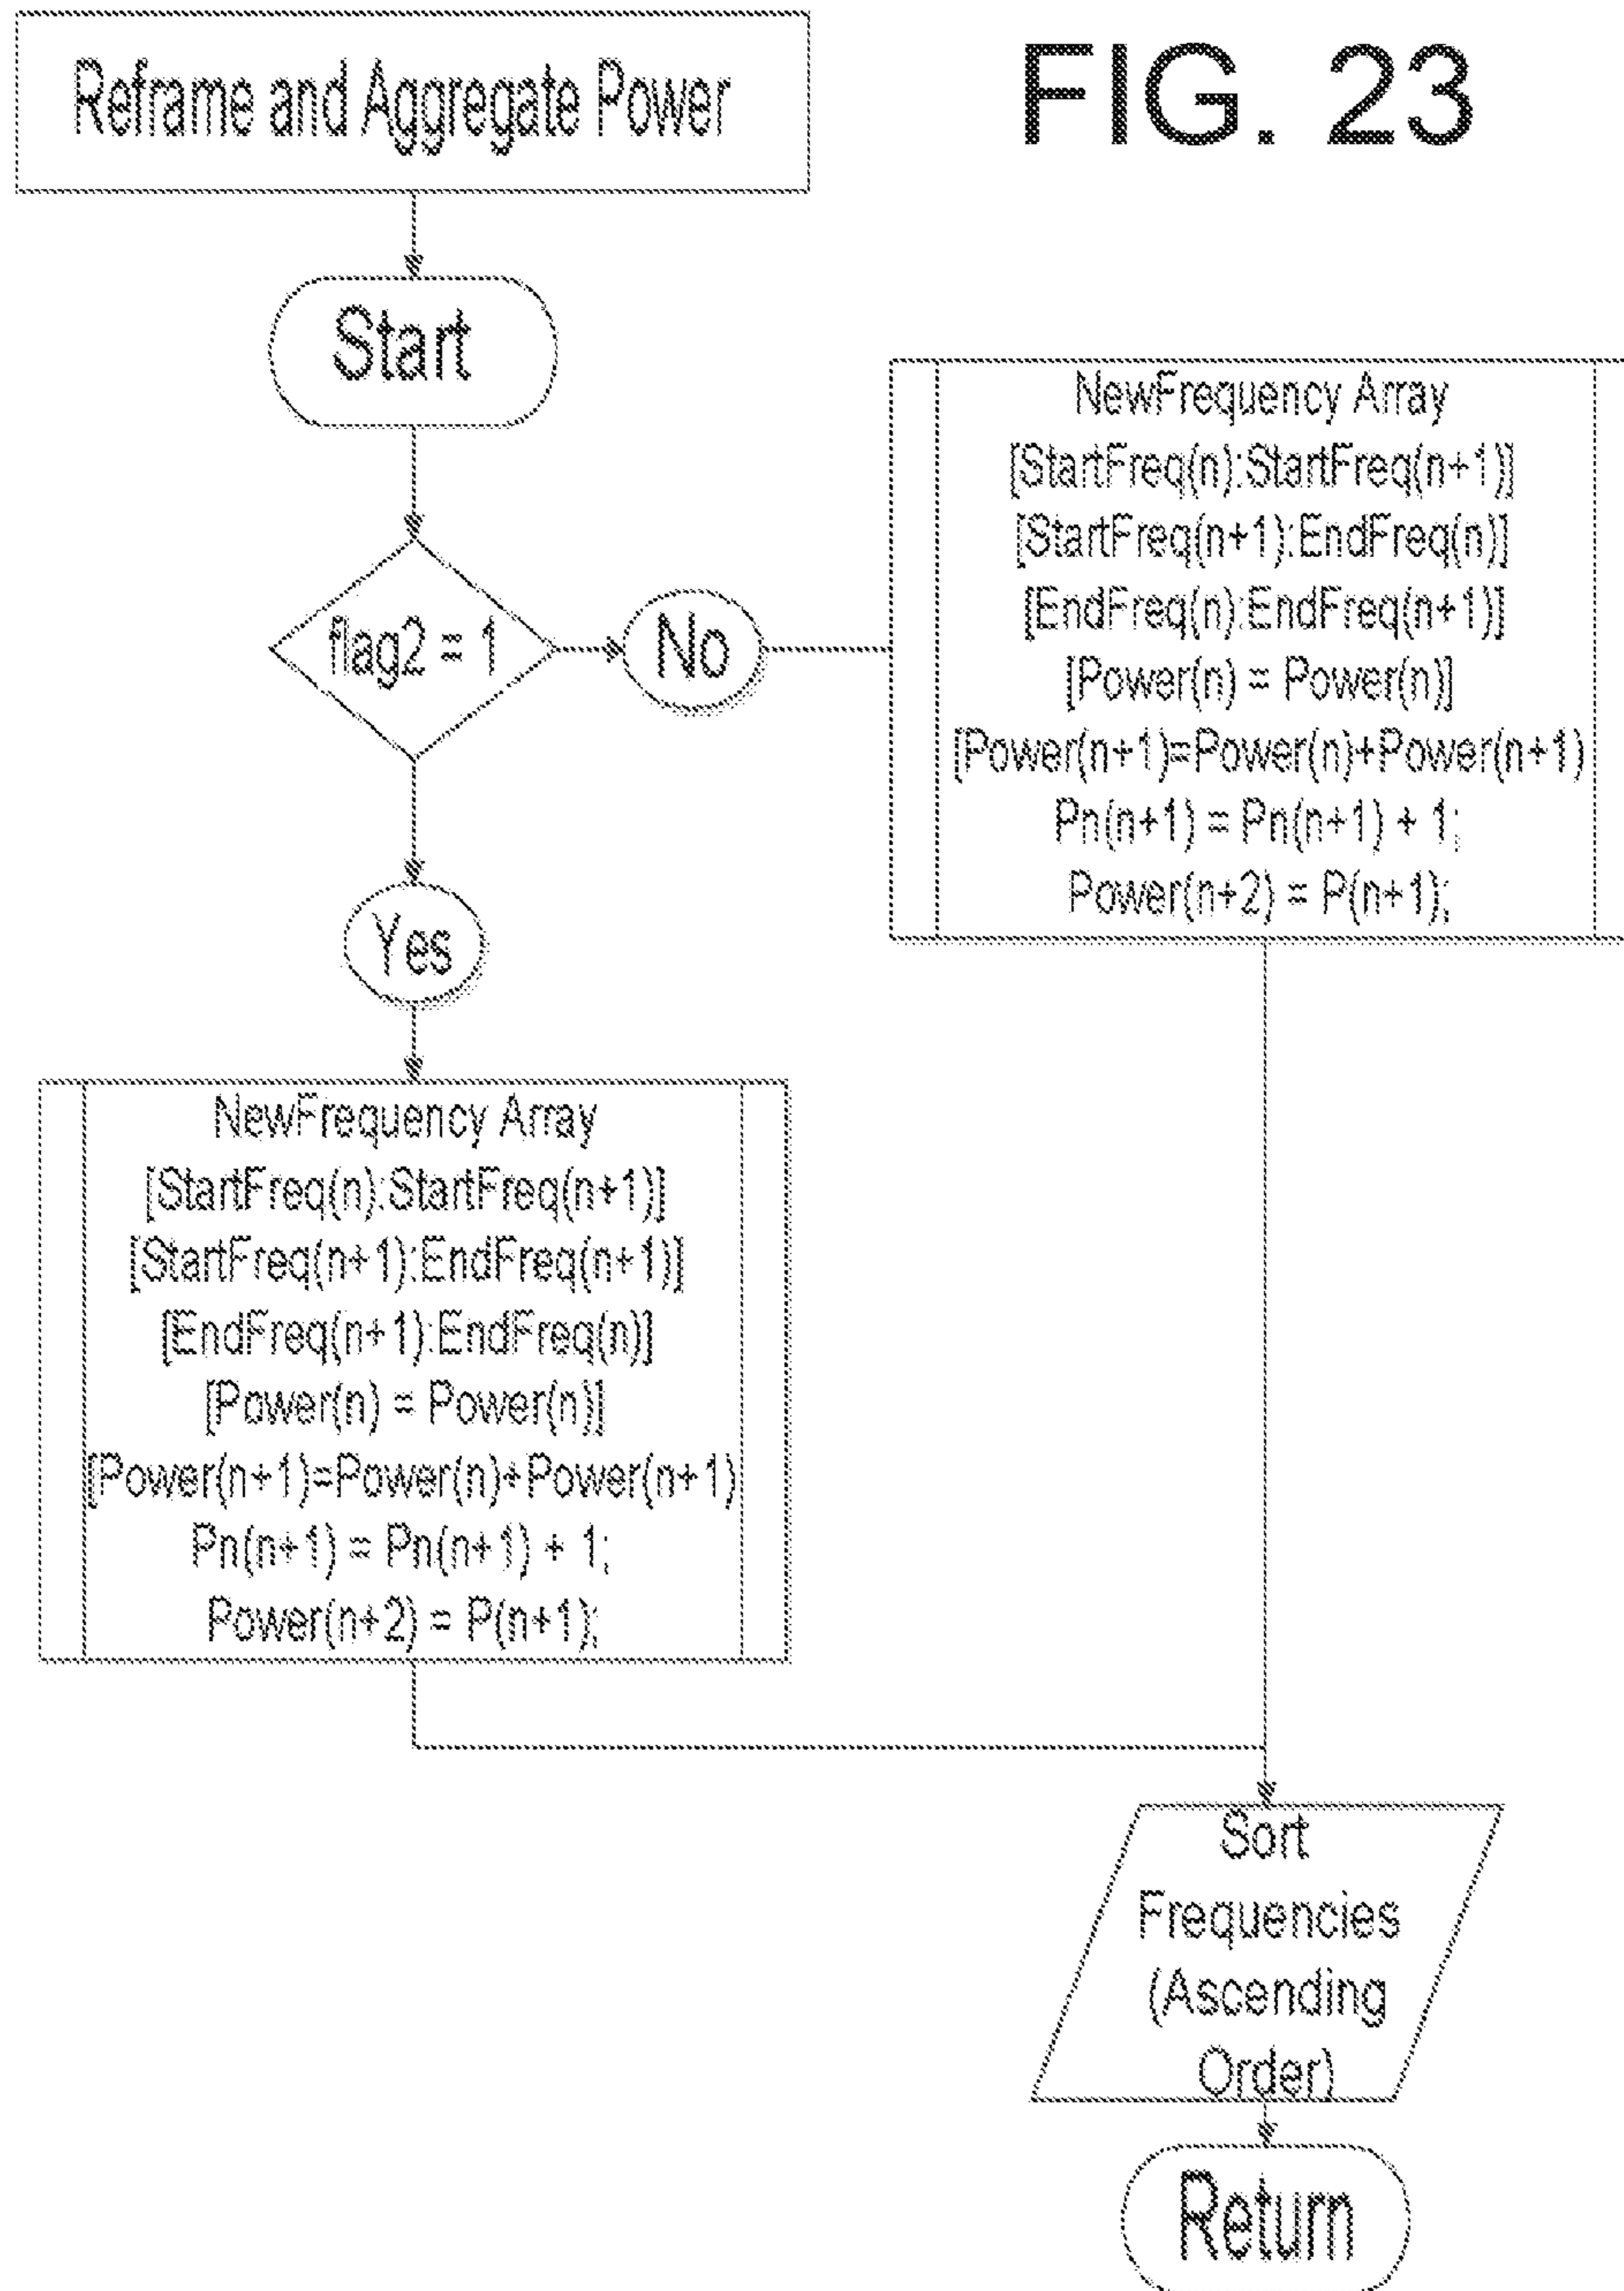 Reframe and Aggregate Power
FIG. 23
Start
flag2 = 1
No
NewFrequency Array
[StartFreq(n):StartFreq(n+1)]
[StartFreq(n+1):EndFreq(n)]
[EndFreq(n):EndFreq(n+1)]
[Power(n) = Power(n)]
[Power(n+1)=Power(n)+Power(n+1)
Pn(n+1) = Pn(n+1) + 1;
Power(n+2) = P(n+1);
Yes
NewFrequency Array
[StartFreq(n):StartFreq(n+1)]
[StartFreq(n+1):EndFreq(n+1)]
[EndFreq(n+1):EndFreq(n)]
[Power(n) = Power(n)]
[Power(n+1)=Power(n)+Power(n+1)
Pn(n+1) = Pn(n+1) + 1;
Power(n+2) = P(n+1);
Sort
Frequencies
(Ascending
Order)
Return